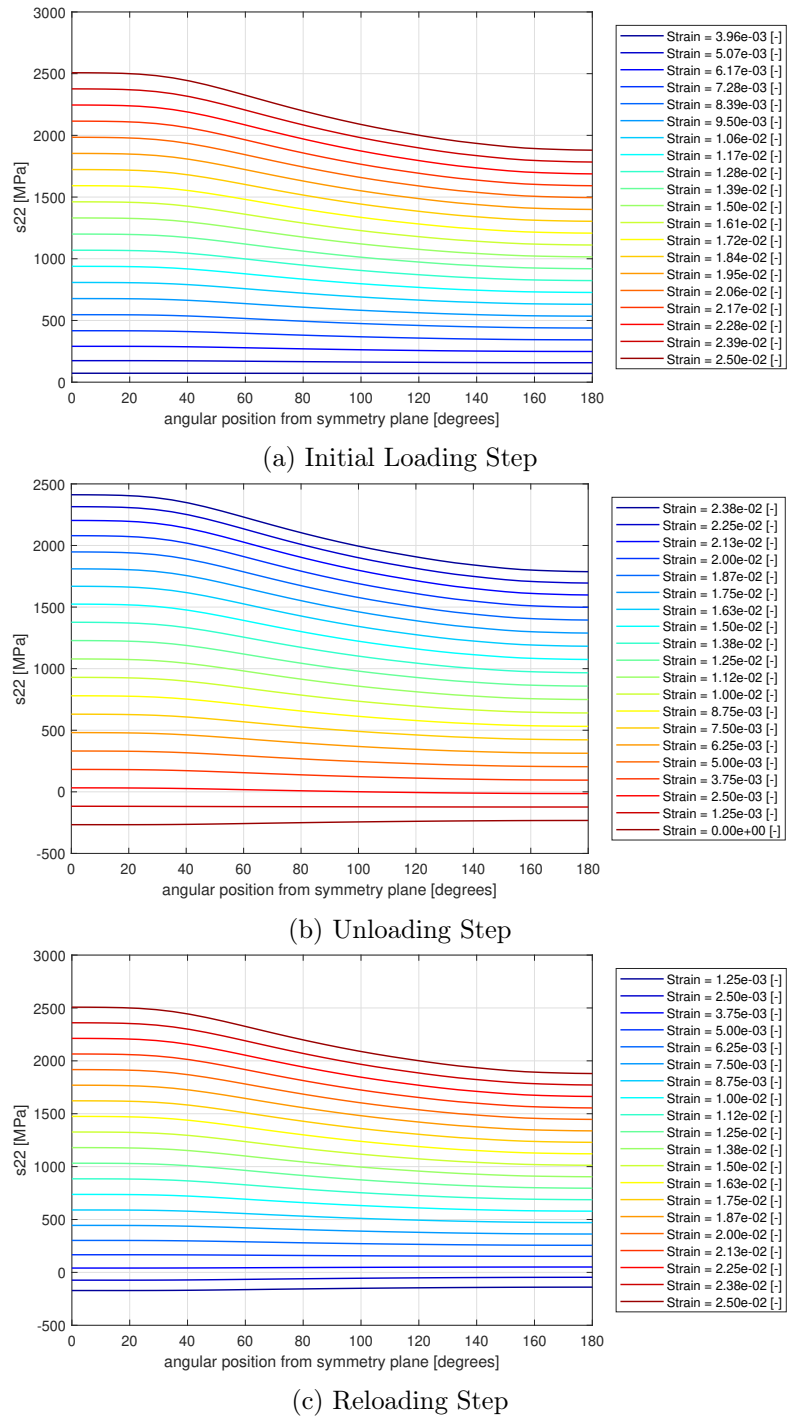 3000
2500
2000
1500
1000
500
0
s22 [MPa]
0 20 40 60 80 100 120 140 160 180
angular position from symmetry plane [degrees]
Strain = 3.96e-03 [-]
Strain = 5.07e-03 [-]
Strain = 6.17e-03 [-]
Strain = 7.28e-03 [-]
Strain = 8.39e-03 [-]
Strain = 9.50e-03 [-]
Strain = 1.06e-02 [-]
Strain = 1.17e-02 [-]
Strain = 1.28e-02 [-]
Strain = 1.39e-02 [-]
Strain = 1.50e-02 [-]
Strain = 1.61e-02 [-]
Strain = 1.72e-02 [-]
Strain = 1.84e-02 [-]
Strain = 1.95e-02 [-]
Strain = 2.06e-02 [-]
Strain = 2.17e-02 [-]
Strain = 2.28e-02 [-]
Strain = 2.39e-02 [-]
Strain = 2.50e-02 [-]
(a) Initial Loading Step
2500
2000
1500
1000
500
0
-500
s22 [MPa]
0 20 40 60 80 100 120 140 160 180
angular position from symmetry plane [degrees]
Strain = 2.38e-02 [-]
Strain = 2.25e-02 [-]
Strain = 2.13e-02 [-]
Strain = 2.00e-02 [-]
Strain = 1.87e-02 [-]
Strain = 1.75e-02 [-]
Strain = 1.63e-02 [-]
Strain = 1.50e-02 [-]
Strain = 1.38e-02 [-]
Strain = 1.25e-02 [-]
Strain = 1.12e-02 [-]
Strain = 1.00e-02 [-]
Strain = 8.75e-03 [-]
Strain = 7.50e-03 [-]
Strain = 6.25e-03 [-]
Strain = 5.00e-03 [-]
Strain = 3.75e-03 [-]
Strain = 2.50e-03 [-]
Strain = 1.25e-03 [-]
Strain = 0.00e+00 [-]
(b) Unloading Step
3000
2500
2000
1500
1000
500
0
-500
s22 [MPa]
0 20 40 60 80 100 120 140 160 180
angular position from symmetry plane [degrees]
Strain = 1.25e-03 [-]
Strain = 2.50e-03 [-]
Strain = 3.75e-03 [-]
Strain = 5.00e-03 [-]
Strain = 6.25e-03 [-]
Strain = 7.50e-03 [-]
Strain = 8.75e-03 [-]
Strain = 1.00e-02 [-]
Strain = 1.12e-02 [-]
Strain = 1.25e-02 [-]
Strain = 1.38e-02 [-]
Strain = 1.50e-02 [-]
Strain = 1.63e-02 [-]
Strain = 1.75e-02 [-]
Strain = 1.87e-02 [-]
Strain = 2.00e-02 [-]
Strain = 2.13e-02 [-]
Strain = 2.25e-02 [-]
Strain = 2.38e-02 [-]
Strain = 2.50e-02 [-]
(c) Reloading Step